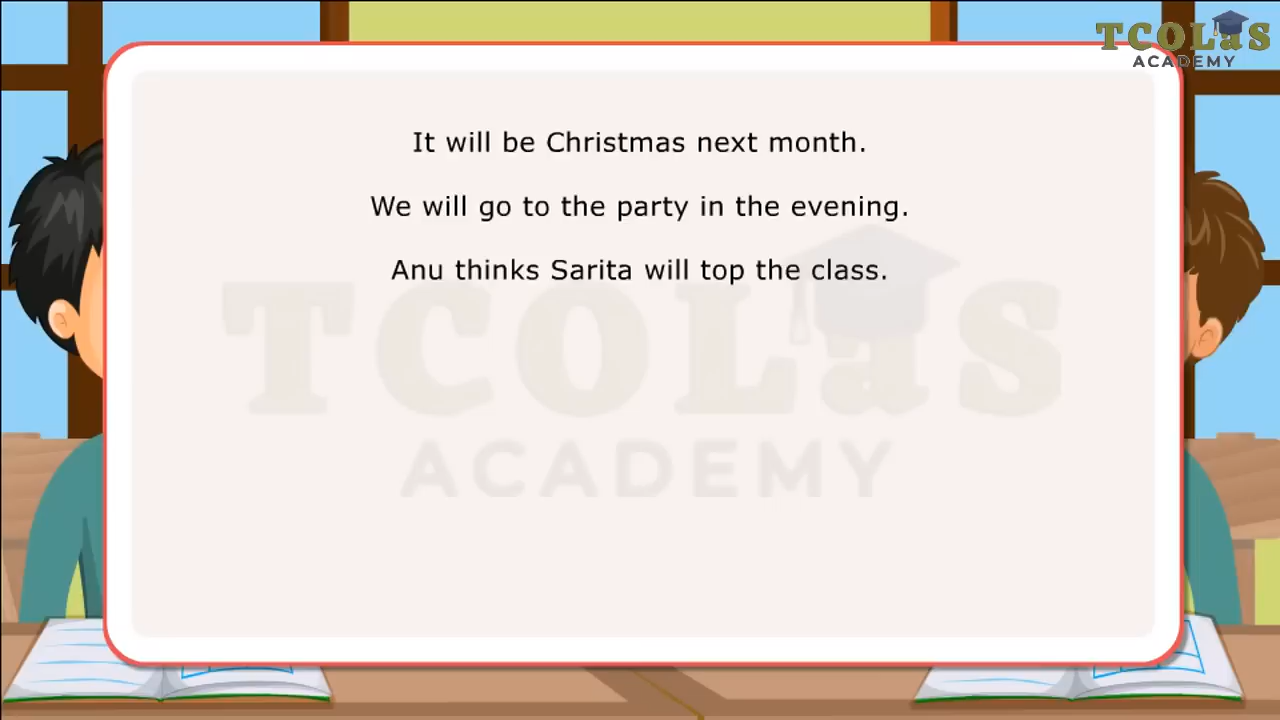 TCOLaS
ACADEMY
It will be Christmas next month.
We will go to the party in the evening.
Anu thinks Sarita will top the class.
TCOLaS
ACADEMY